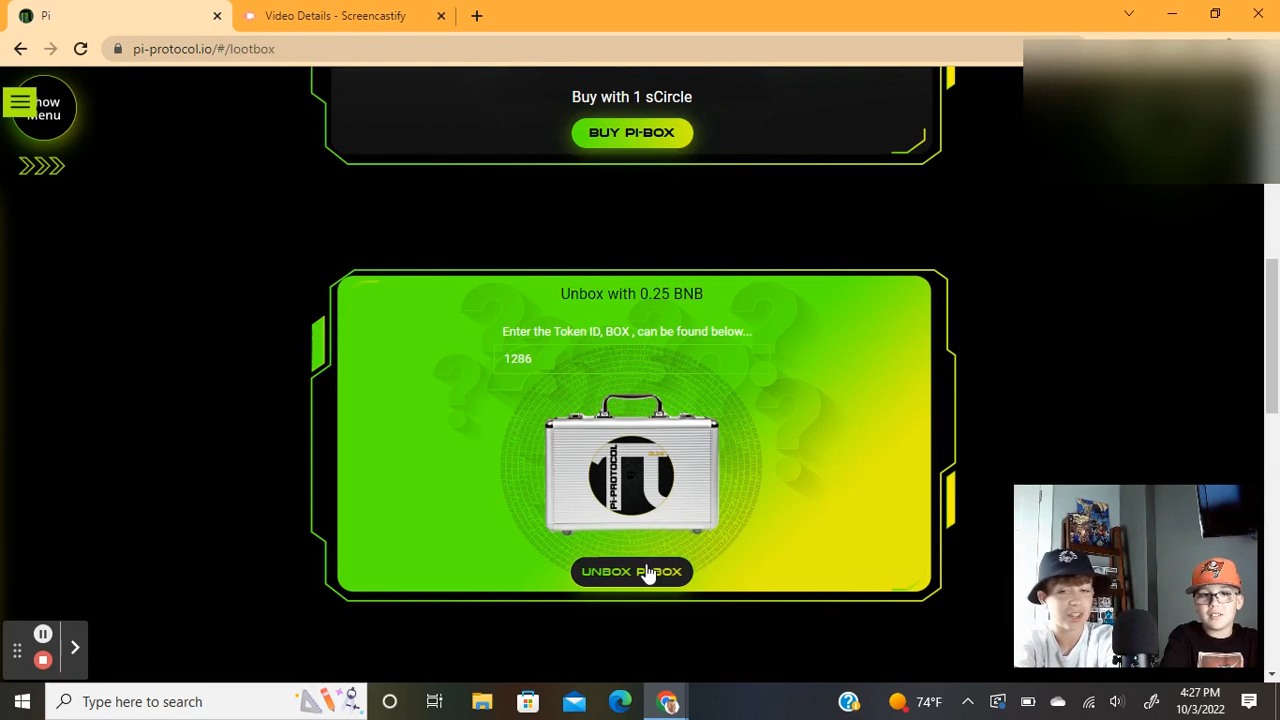 Pi
Video Details - Screencastify
pi-protocol.io/#/lootbox
Show
Menu
Buy with 1 sCircle
BUY PI-BOX
Unbox with 0.25 BNB
Enter the Token ID, BOX , can be found below...
1286
PI-PROTOCOL
UNBOX PI-BOX
Type here to search
74°F
4:27 PM
10/3/2022